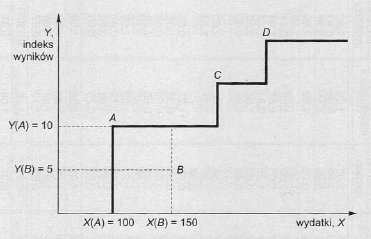 Y,
indeks
wyników
D
C
A
Y(A) = 10
Y(B) = 5
B
X(A) = 100
X(B) = 150
wydatki, X